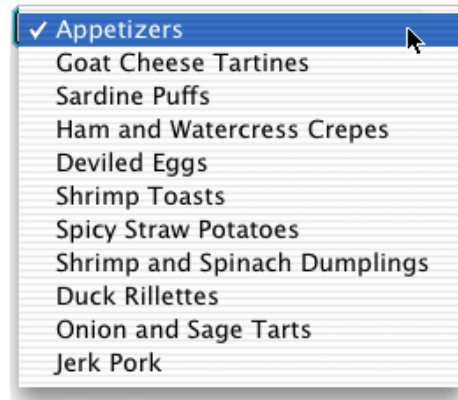 ✓ Appetizers
Goat Cheese Tartines
Sardine Puffs
Ham and Watercress Crepes
Deviled Eggs
Shrimp Toasts
Spicy Straw Potatoes
Shrimp and Spinach Dumplings
Duck Rillettes
Onion and Sage Tarts
Jerk Pork